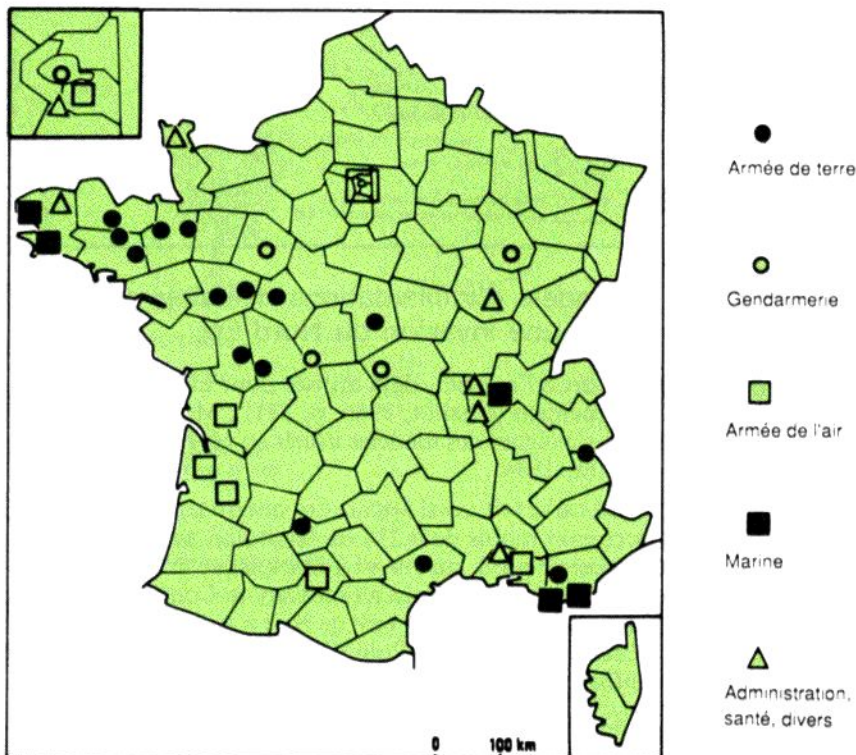 Armée de terre
Gendarmerie
Armée de l'air
Marine
Administration,
santé, divers
0 100 km